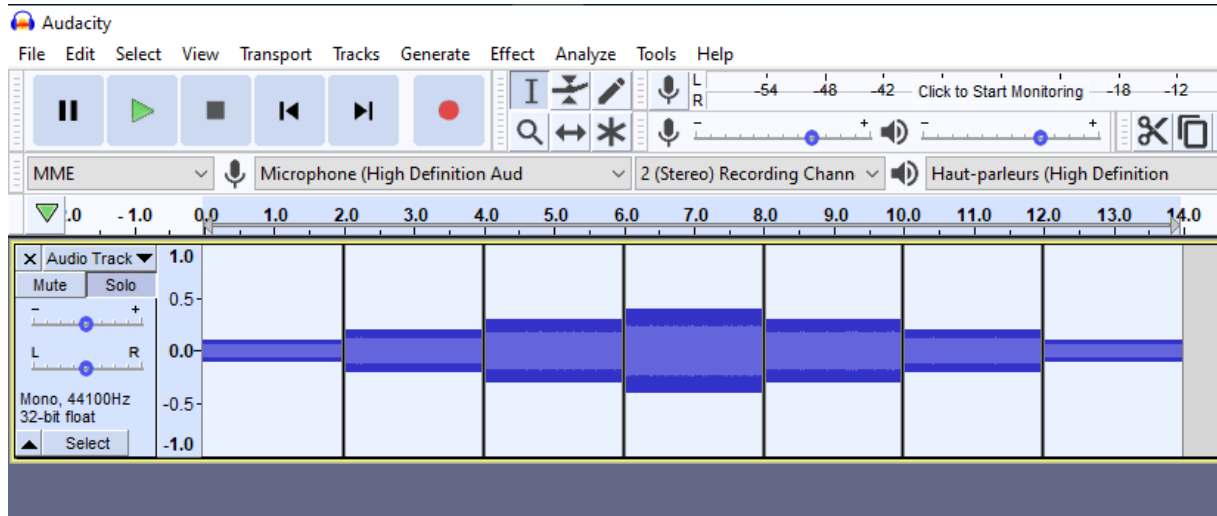 Audacity
File Edit Select View Transport Tracks Generate Effect Analyze Tools Help
L
R
-54 -48 -42 Click to Start Monitoring -18 -12
- +
- +
MME Microphone (High Definition Aud 2 (Stereo) Recording Chann Haut-parleurs (High Definition
.0 - 1.0 0.0 1.0 2.0 3.0 4.0 5.0 6.0 7.0 8.0 9.0 10.0 11.0 12.0 13.0 14.0
× Audio Track 1.0
Mute Solo
- + 0.5-
L R 0.0-
Mono, 44100Hz
32-bit float -0.5-
Select -1.0